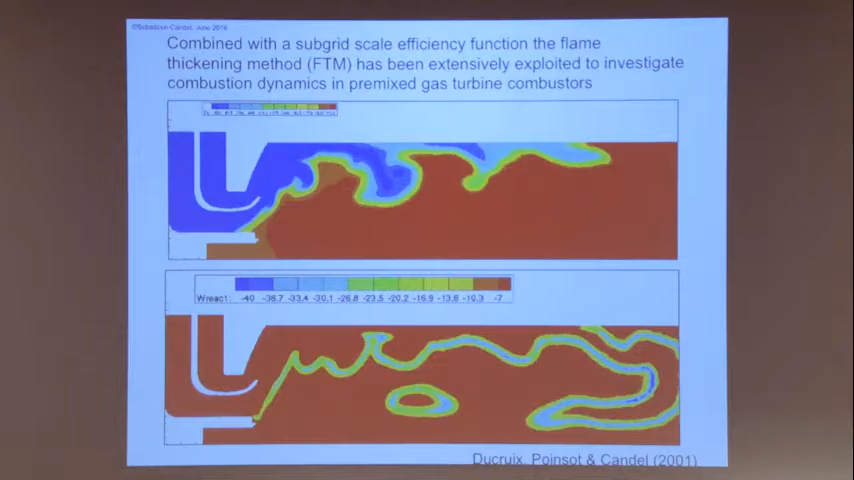 ©Sébastien Candel, June 2016
Combined with a subgrid scale efficiency function the flame
thickening method (FTM) has been extensively exploited to investigate
combustion dynamics in premixed gas turbine combustors
Wreac1: -40 -36.7 -33.4 -30.1 -26.8 -23.5 -20.2 -16.9 -13.6 -10.3 -7
Ducruix, Poinsot & Candel (2001)